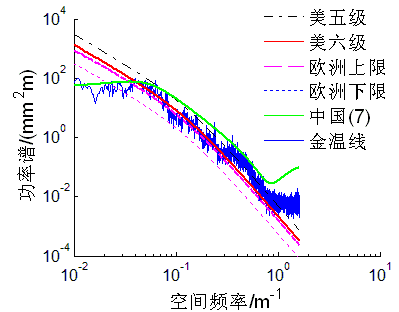 10^4
10^2
10^0
10^-2
10^-4
功率谱/(mm^2m)
10^-2
10^-1
10^0
10^1
空间频率/m^-1
美五级
美六级
欧洲上限
欧洲下限
中国(7)
金温线